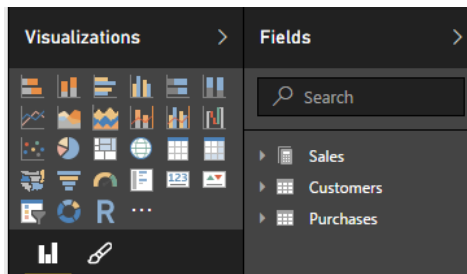 Visualizations
Fields
Search
Sales
Customers
Purchases
123
R